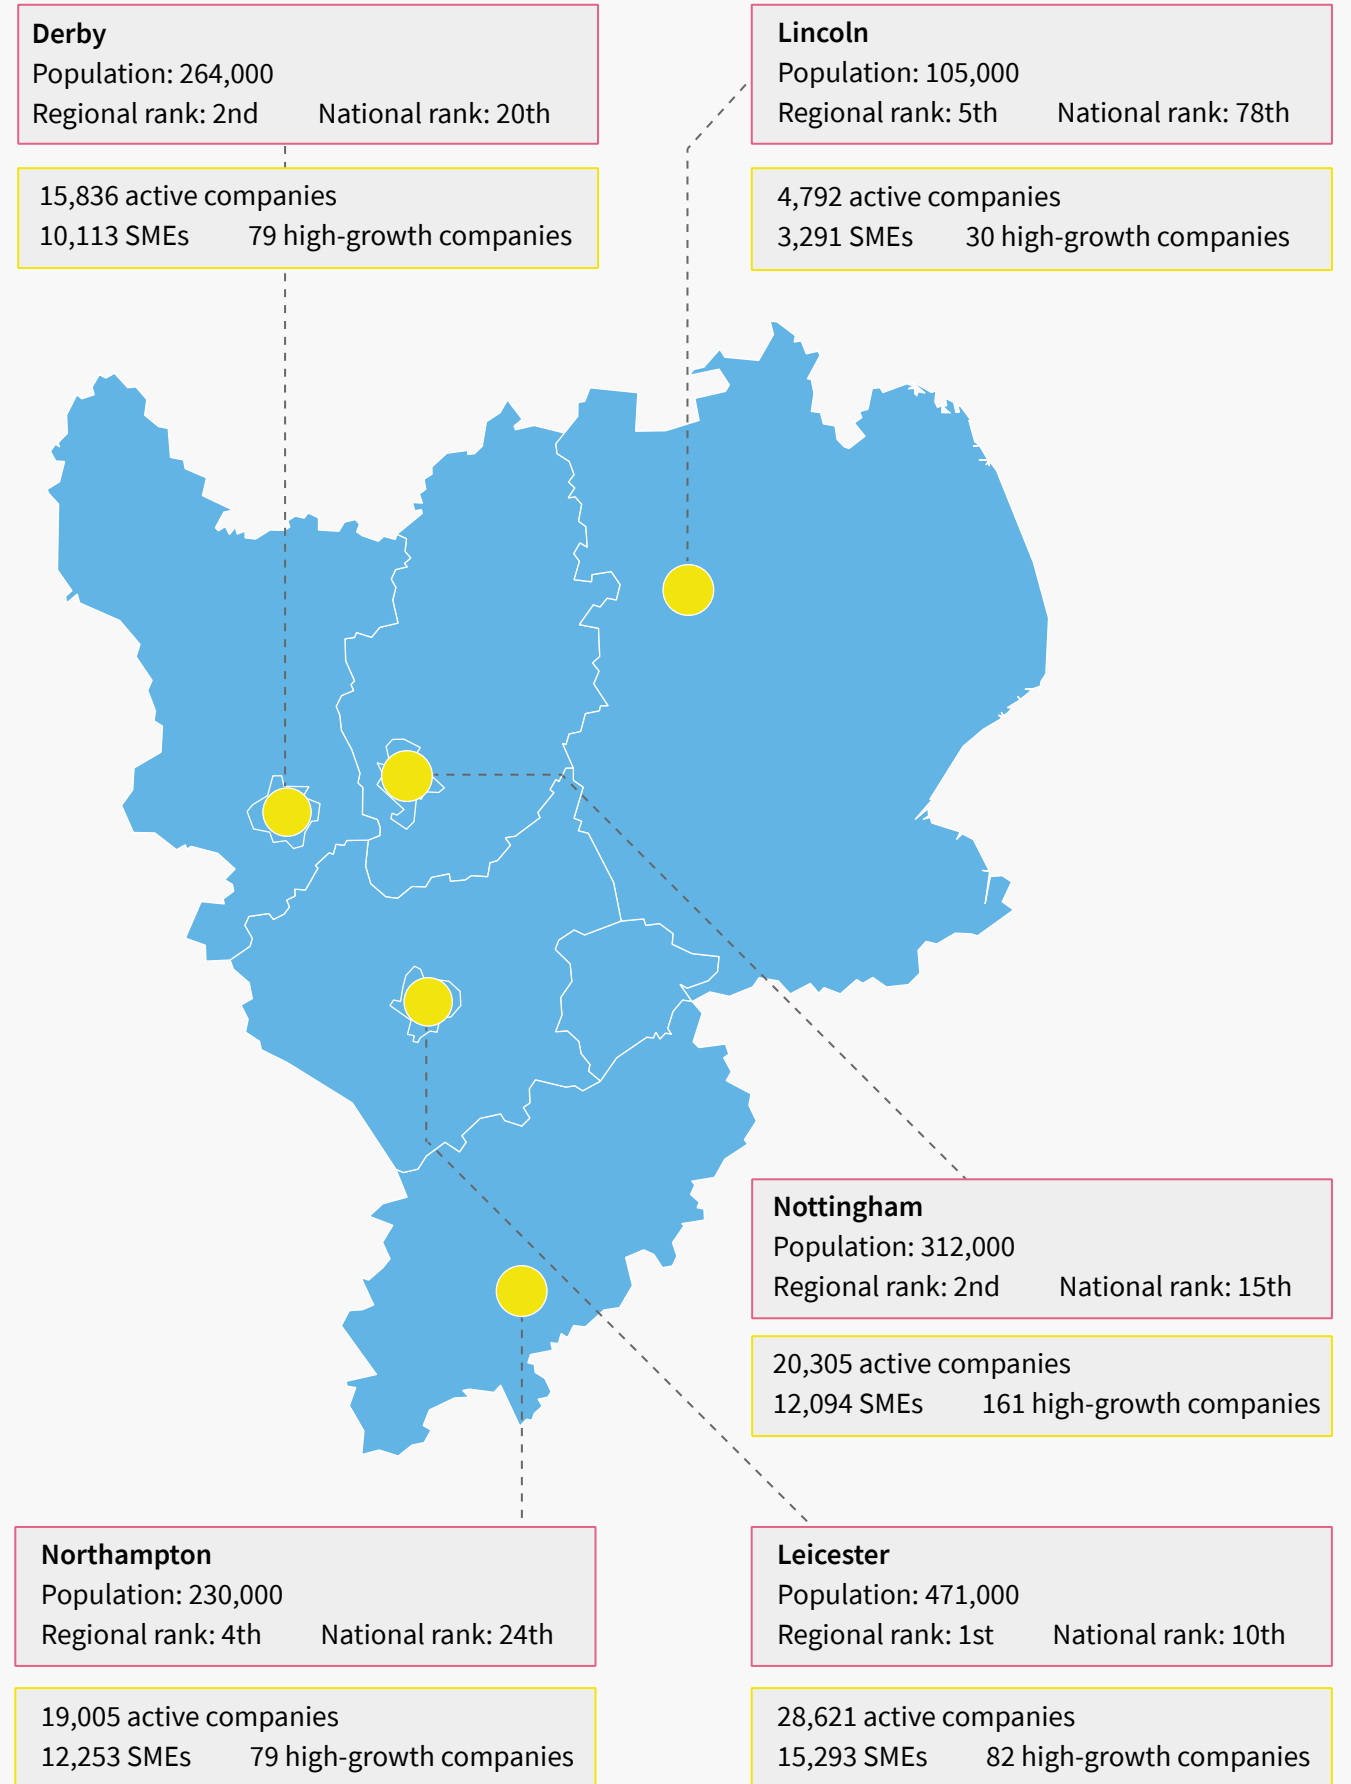 Derby
Population: 264,000
Regional rank: 2nd National rank: 20th
15,836 active companies
10,113 SMEs 79 high-growth companies
Lincoln
Population: 105,000
Regional rank: 5th National rank: 78th
4,792 active companies
3,291 SMEs 30 high-growth companies
Nottingham
Population: 312,000
Regional rank: 2nd National rank: 15th
20,305 active companies
12,094 SMEs 161 high-growth companies
Northampton
Population: 230,000
Regional rank: 4th National rank: 24th
19,005 active companies
12,253 SMEs 79 high-growth companies
Leicester
Population: 471,000
Regional rank: 1st National rank: 10th
28,621 active companies
15,293 SMEs 82 high-growth companies